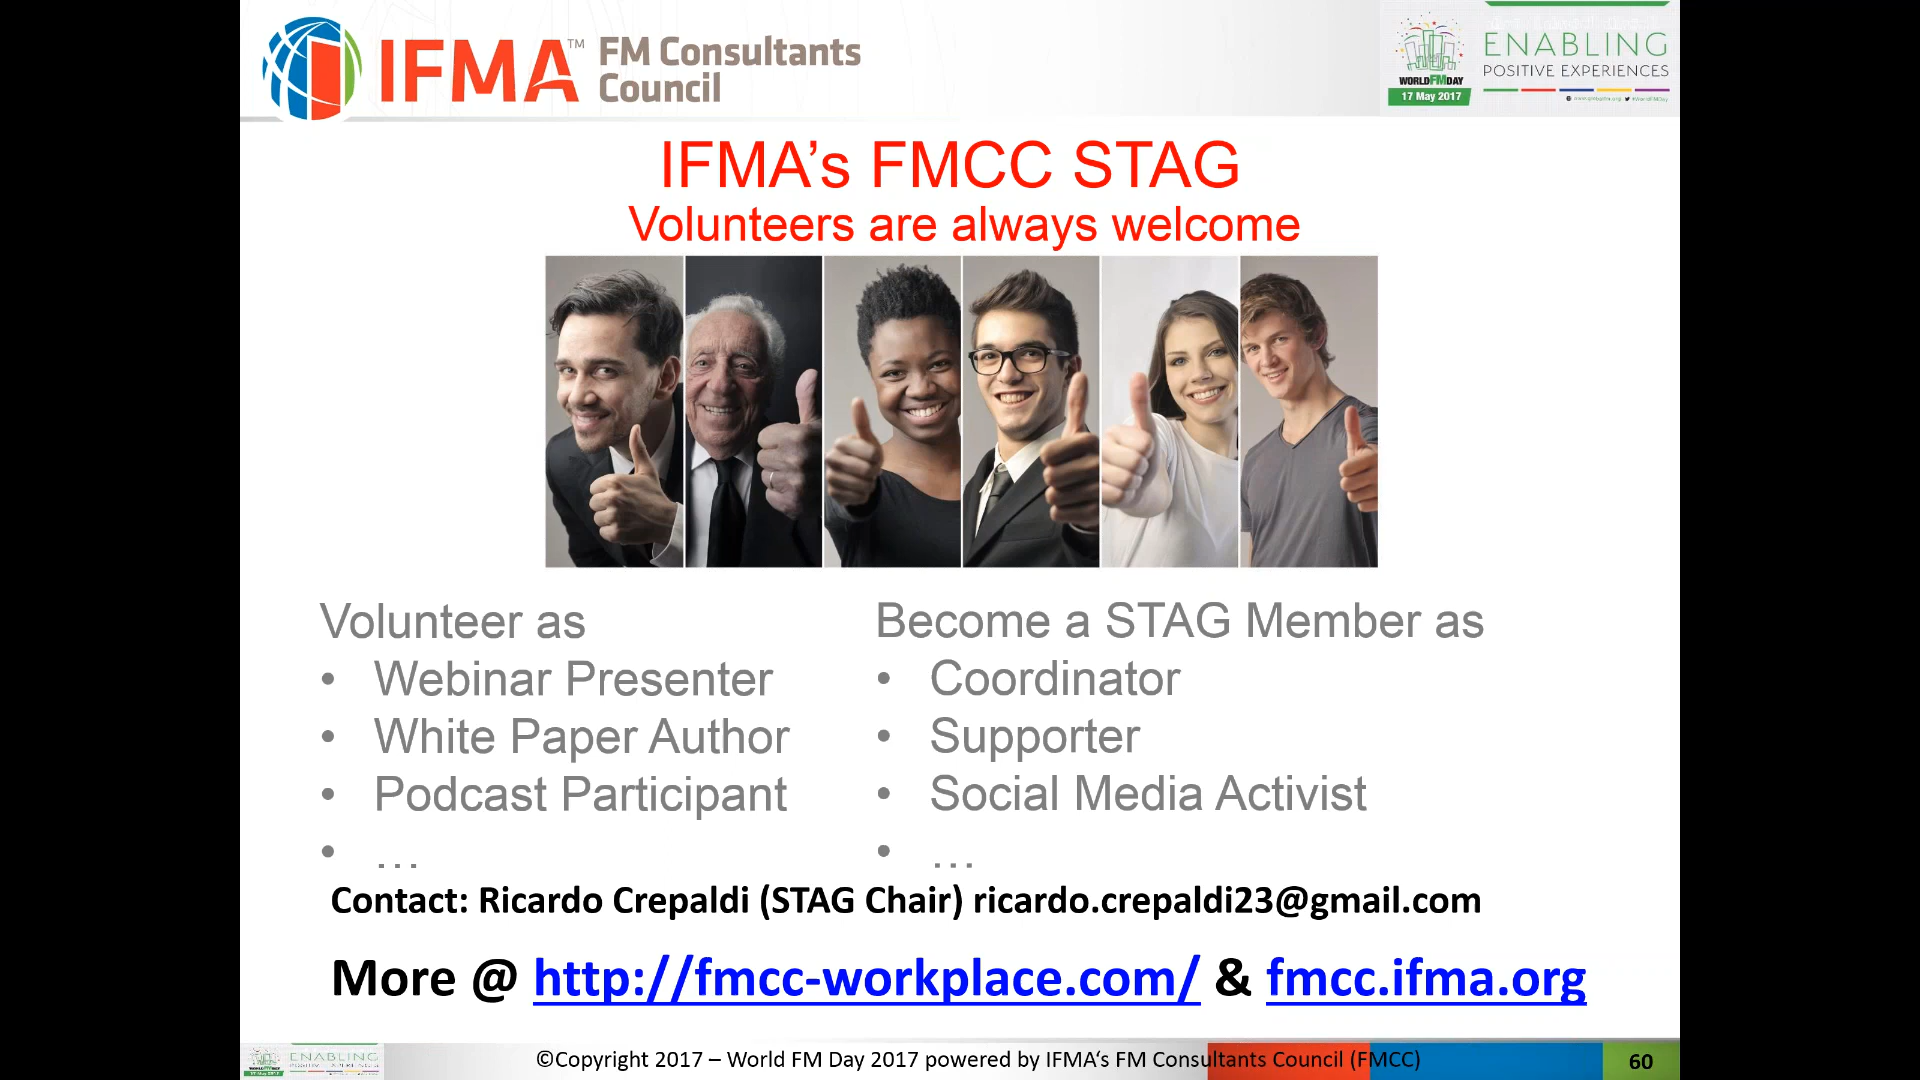 IFMA™ FM Consultants
Council
WORLDFMDAY
17 May 2017
ENABLING
POSITIVE EXPERIENCES
IFMA’s FMCC STAG
Volunteers are always welcome
Volunteer as
• Webinar Presenter
• White Paper Author
• Podcast Participant
• …
Become a STAG Member as
• Coordinator
• Supporter
• Social Media Activist
• …
Contact: Ricardo Crepaldi (STAG Chair) ricardo.crepaldi23@gmail.com
More @ http://fmcc-workplace.com/ & fmcc.ifma.org
ENABLING
©Copyright 2017 – World FM Day 2017 powered by IFMA‘s FM Consultants Council (FMCC)
60